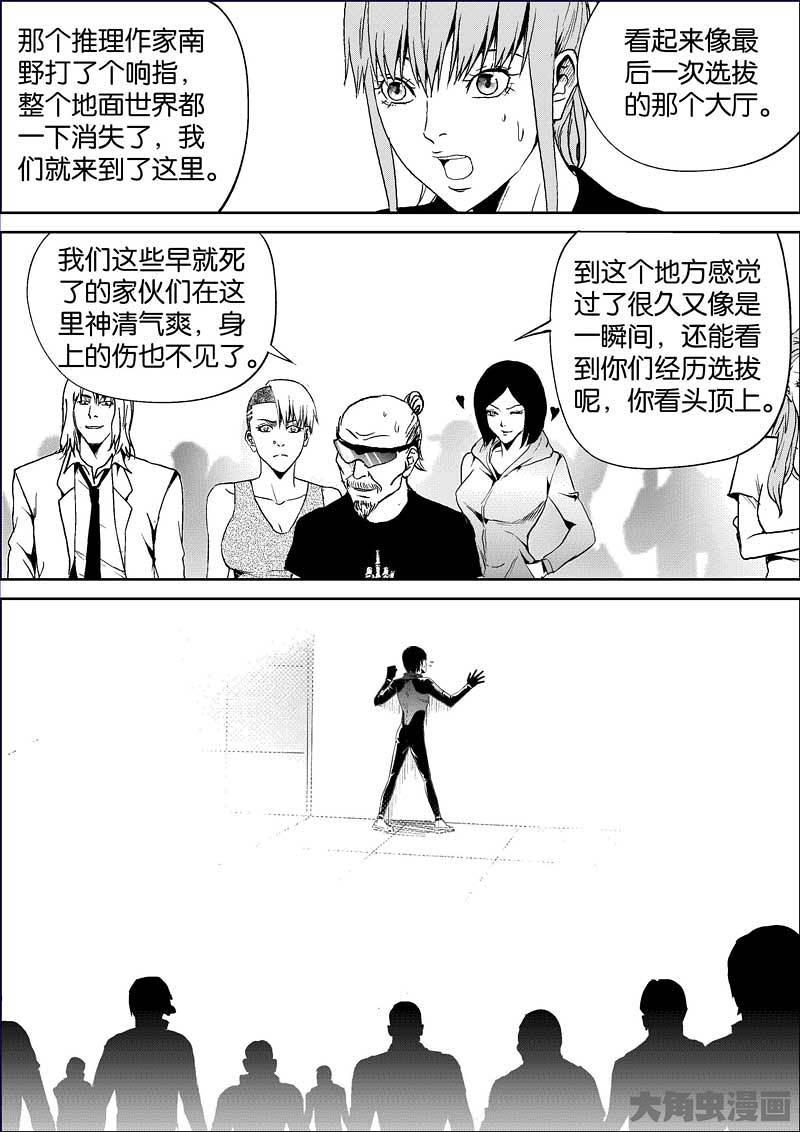 那个推理作家南
野打了个响指，
整个地面世界都
一下消失了，我
们就来到了这里。
看起来像最
后一次选拔
的那个大厅。
我们这些早就死
了的家伙们在这
里神清气爽，身
上的伤也不见了。
到这个地方感觉
过了很久又像是
一瞬间，还能看
到你们经历选拔
呢，你看头顶上。
大角虫漫画